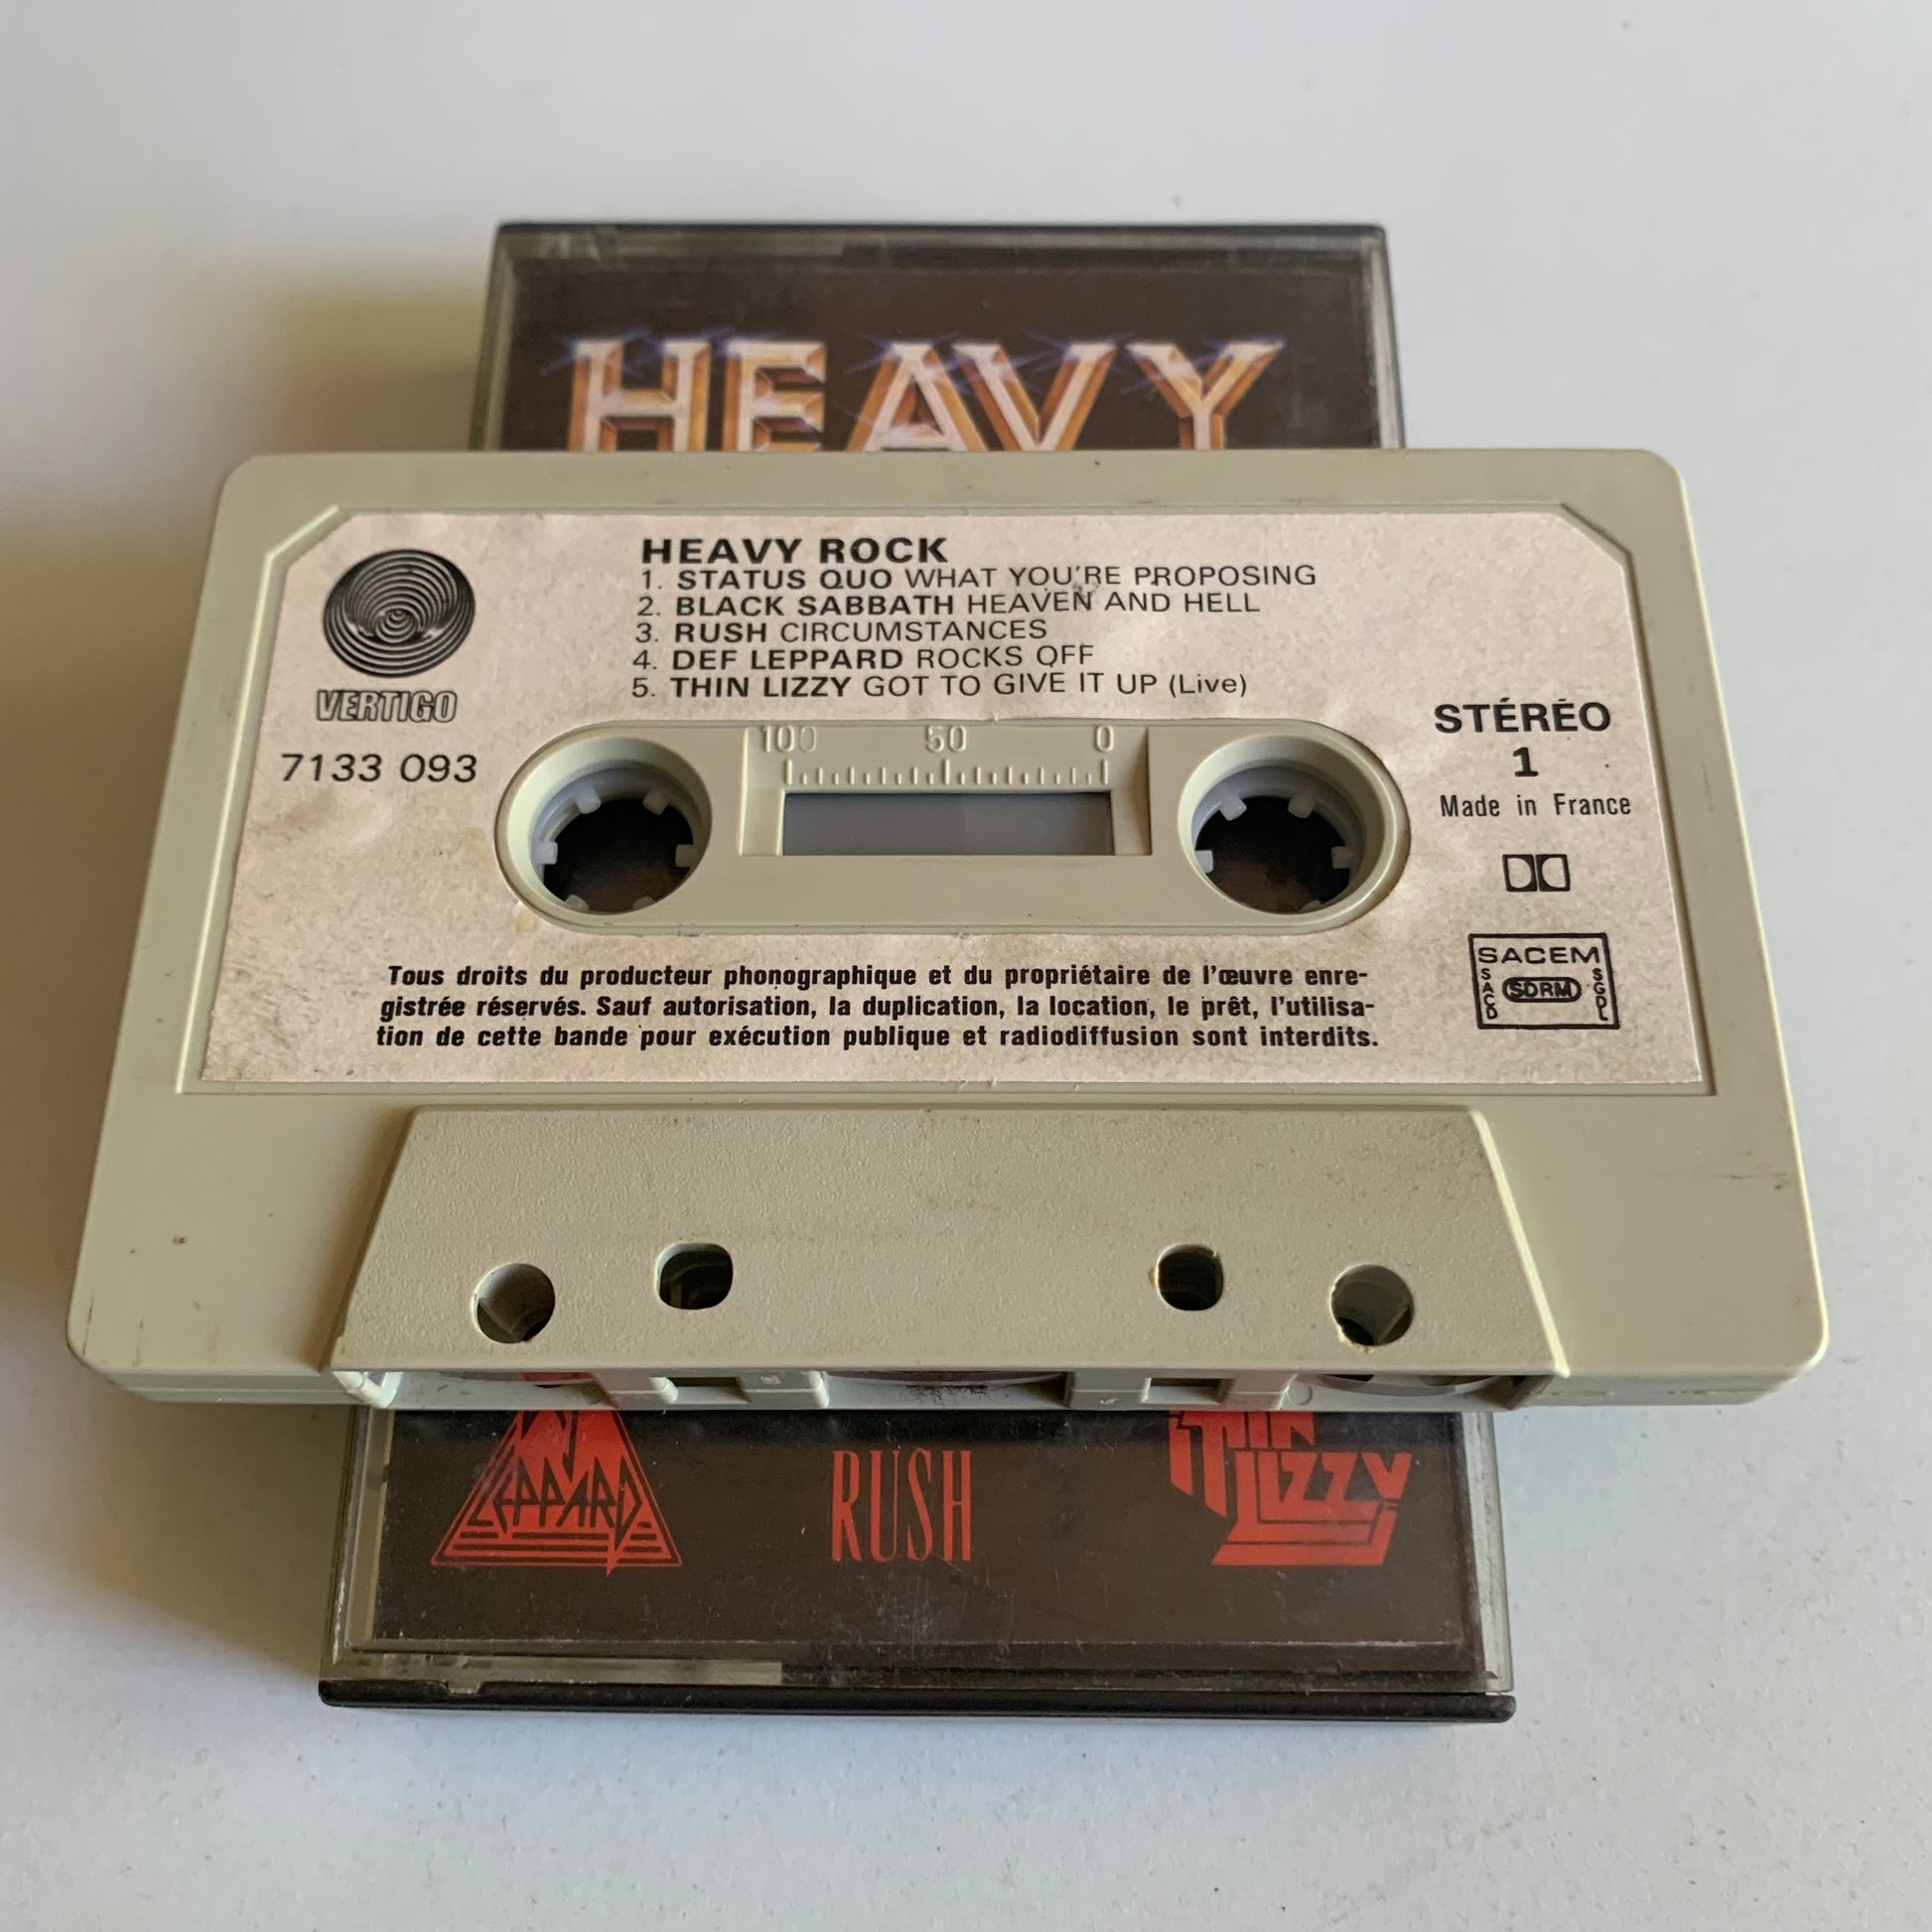 HEAVY
HEAVY ROCK
1. STATUS QUO WHAT YOU'RE PROPOSING
2. BLACK SABBATH HEAVEN AND HELL
3. RUSH CIRCUMSTANCES
4. DEF LEPPARD ROCKS OFF
5. THIN LIZZY GOT TO GIVE IT UP (Live)
VERTIGO
7133 093
100 50 0
STÉRÉO
1
Made in France
SACEM
SACD
SDRM
SGDL
Tous droits du producteur phonographique et du propriétaire de l'œuvre enre-
gistrée réservés. Sauf autorisation, la duplication, la location, le prêt, l'utilisa-
tion de cette bande pour exécution publique et radiodiffusion sont interdits.
LEPPARD
RUSH
THIN
LIZZY